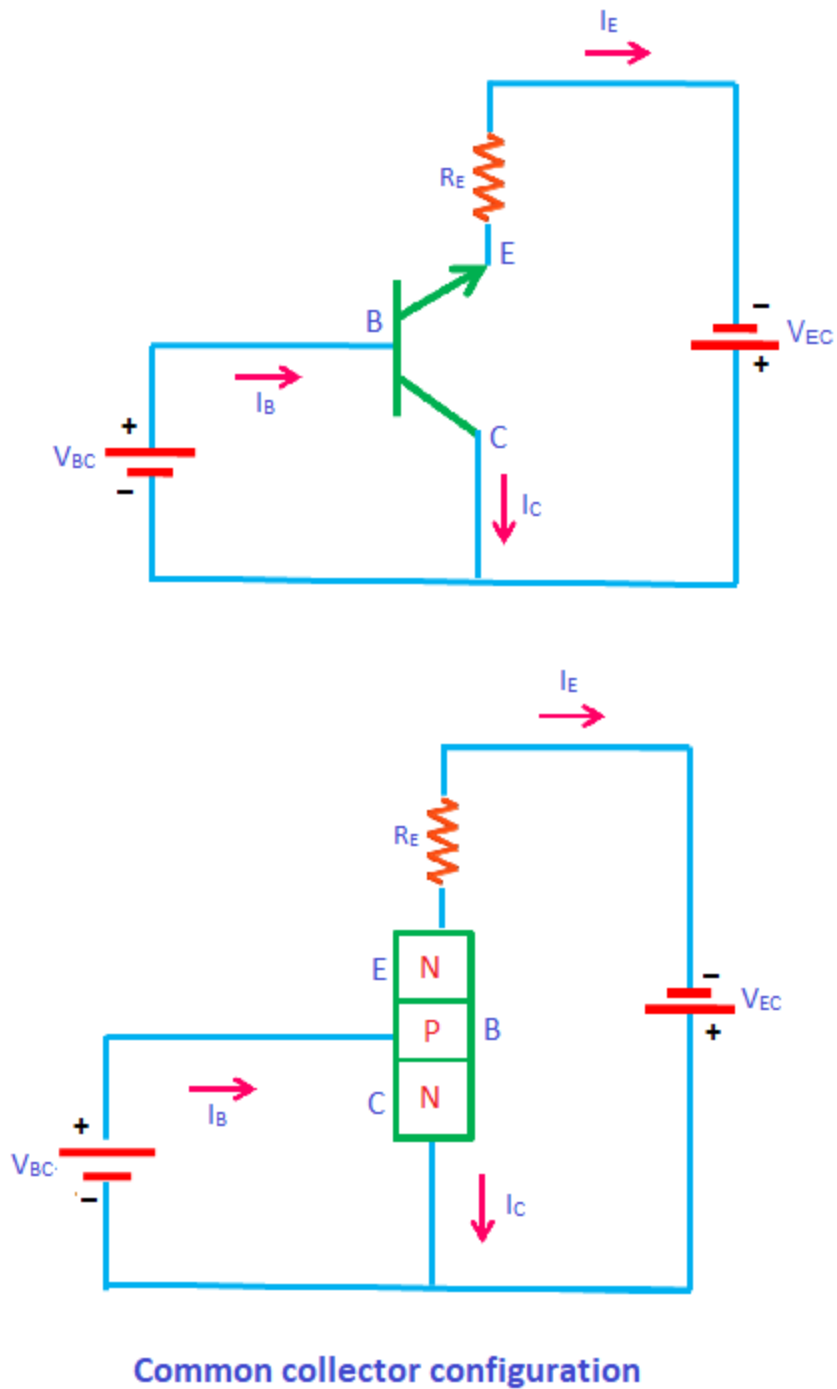 IE
RE
E
B
−
VEC
+
IB
+
VBC
−
C
IC
IE
RE
E N
P B
−
VEC
+
C N
IB
+
VBC.
−
IC
Common collector configuration